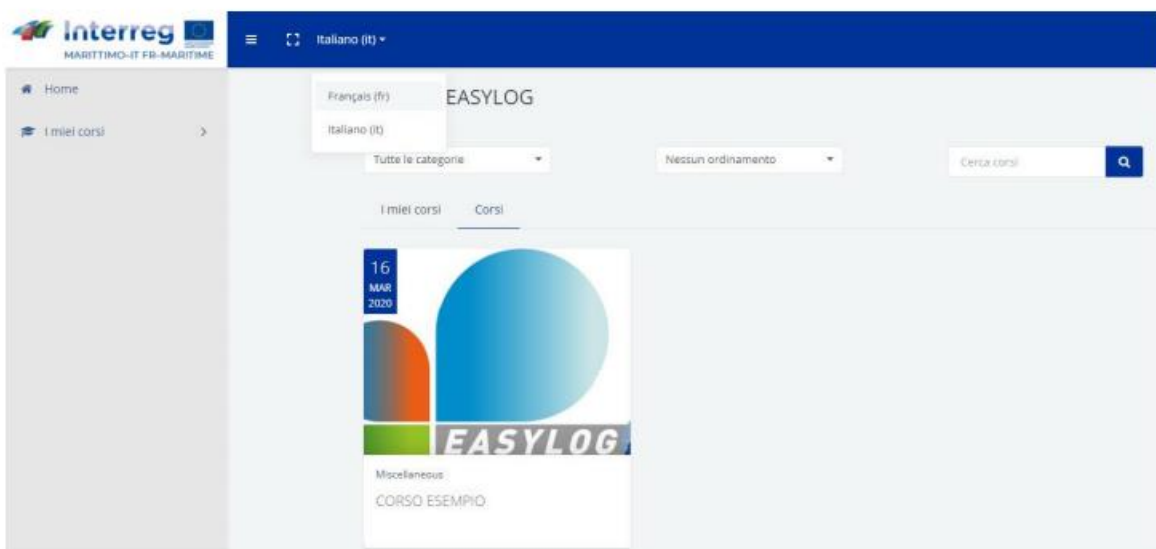 Interreg
MARITTIMO-IT FR-MARITIME
Italiano (it)
Home
I miei corsi
Français (fr)
Italiano (it)
EASYLOG
Tutte le categorie
Nessun ordinamento
Cerca corsi
I miei corsi
Corsi
16
MAR
2020
EASYLOG
Miscellaneous
CORSO ESEMPIO